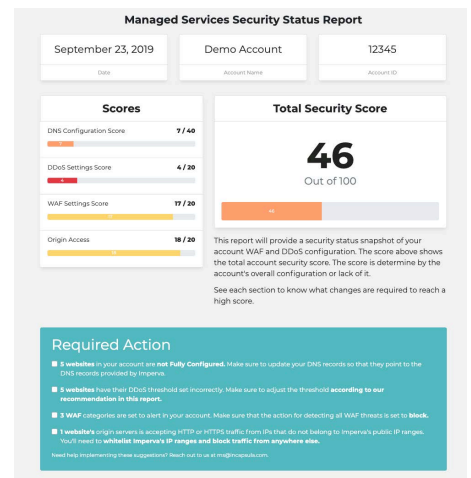 Managed Services Security Status Report
September 23, 2019
Date
Demo Account
Account Name
12345
Account ID
Scores
DNS Configuration Score 7 / 40
7
DDoS Settings Score 4 / 20
4
WAF Settings Score 17 / 20
17
Origin Access 18 / 20
18
Total Security Score
46
Out of 100
46
This report will provide a security status snapshot of your
account WAF and DDoS configuration. The score above shows
the total account security score. The score is determine by the
account's overall configuration or lack of it.
See each section to know what changes are required to reach a
high score.
Required Action
5 websites in your account are not Fully Configured. Make sure to update your DNS records so that they point to the
DNS records provided by Imperva.
5 websites have their DDoS threshold set incorrectly. Make sure to adjust the threshold according to our
recommendation in this report.
3 WAF categories are set to alert in your account. Make sure that the action for detecting all WAF threats is set to block.
1 website's origin servers is accepting HTTP or HTTPS traffic from IPs that do not belong to Imperva's public IP ranges.
You'll need to whitelist Imperva's IP ranges and block traffic from anywhere else.
Need help implementing these suggestions? Reach out to us at ms@incapsula.com.